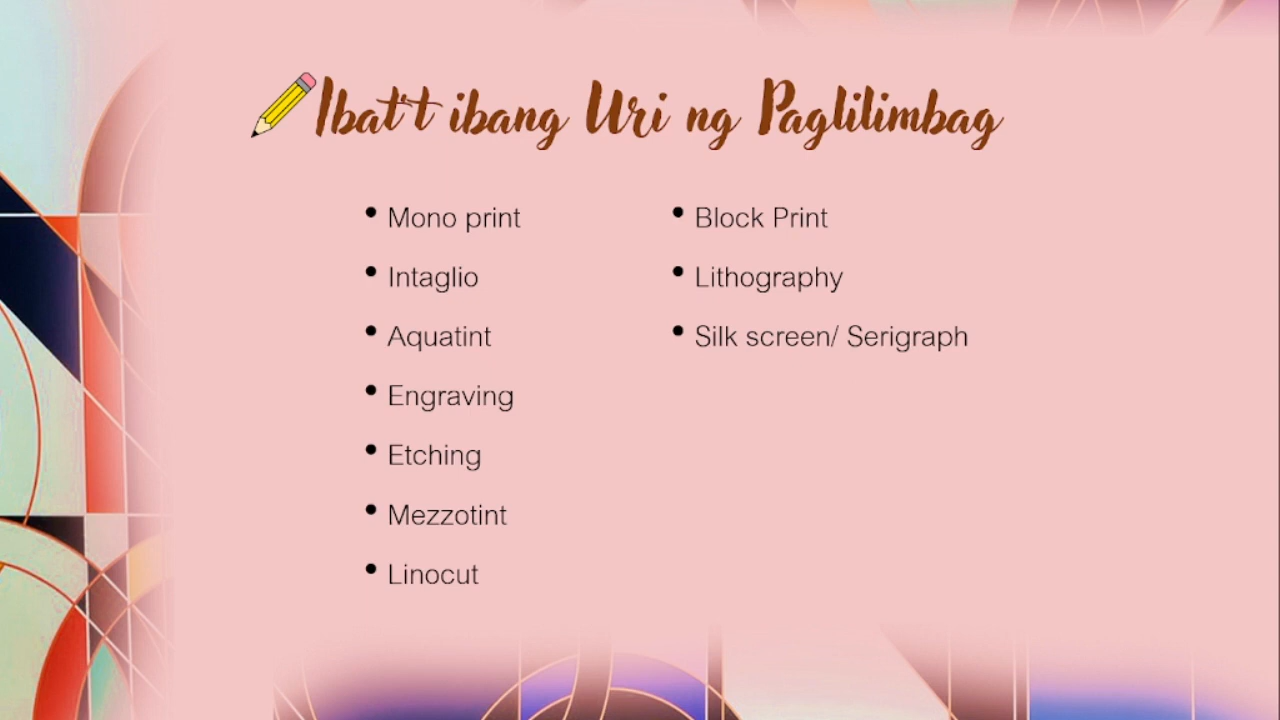 Ibat't ibang Uri ng Paglilimbag
• Mono print
• Intaglio
• Aquatint
• Engraving
• Etching
• Mezzotint
• Linocut
• Block Print
• Lithography
• Silk screen/ Serigraph